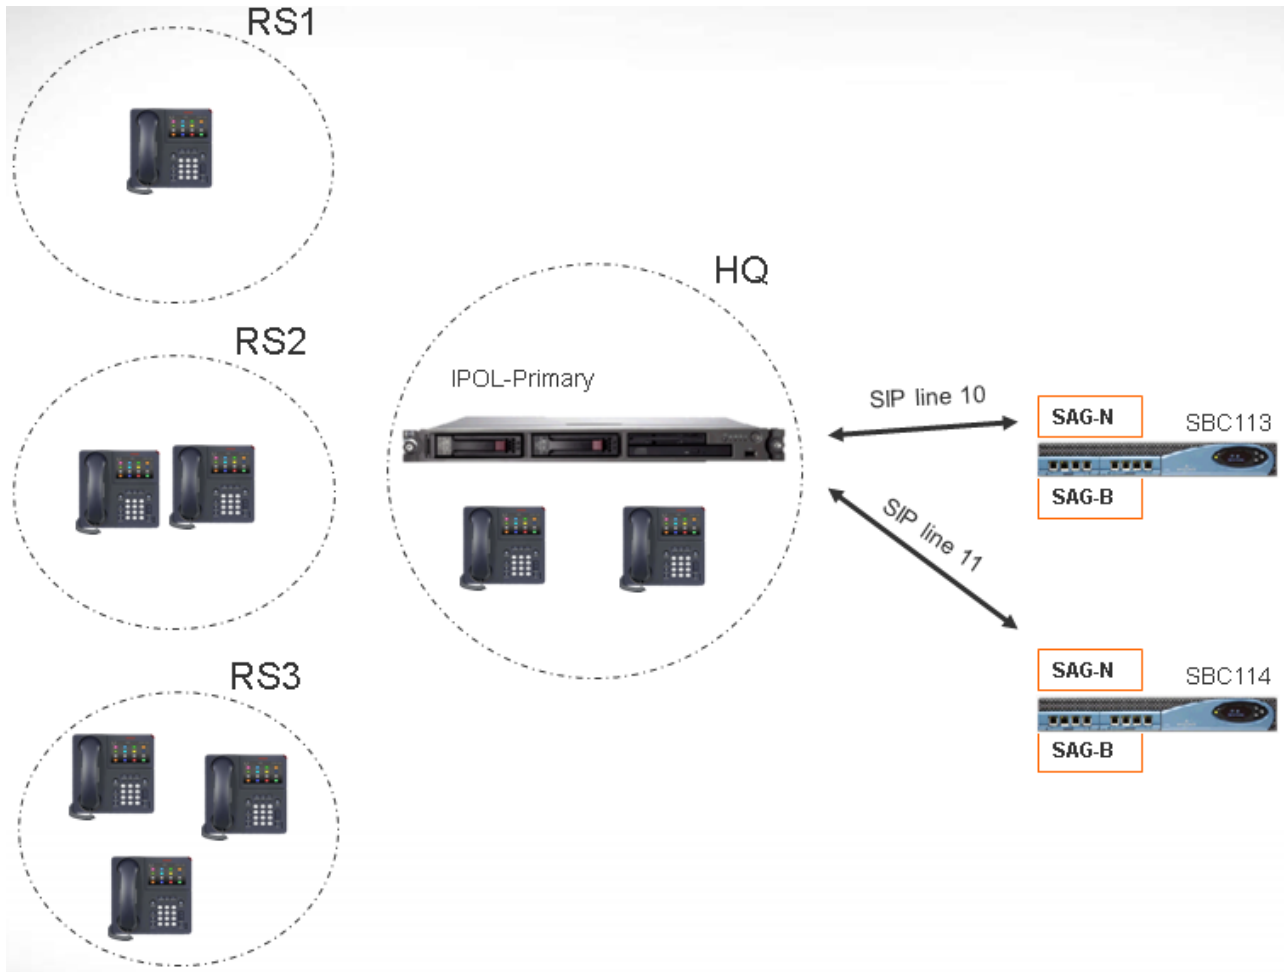 RS1
RS2
RS3
HQ
IPOL-Primary
SIP line 10
SIP line 11
SAG-N
SBC113
SAG-B
SAG-N
SBC114
SAG-B